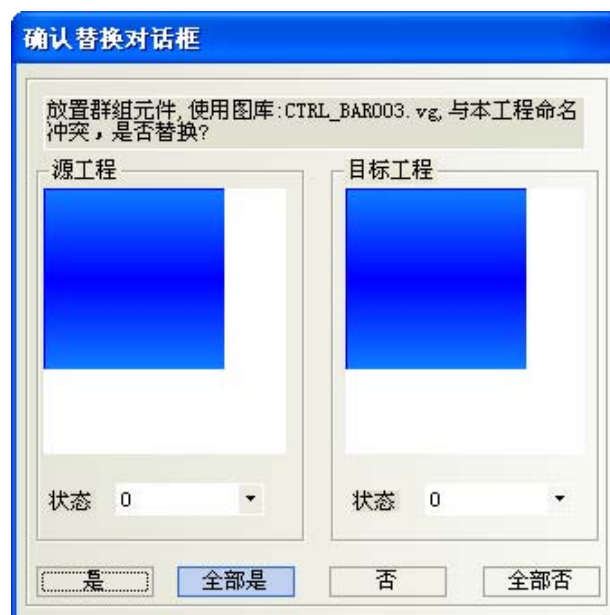 确认替换对话框
放置群组元件,使用图库:CTRL_BAR003.vg,与本工程命名
冲突，是否替换?
源工程 目标工程
状态 0 状态 0
是 全部是 否 全部否